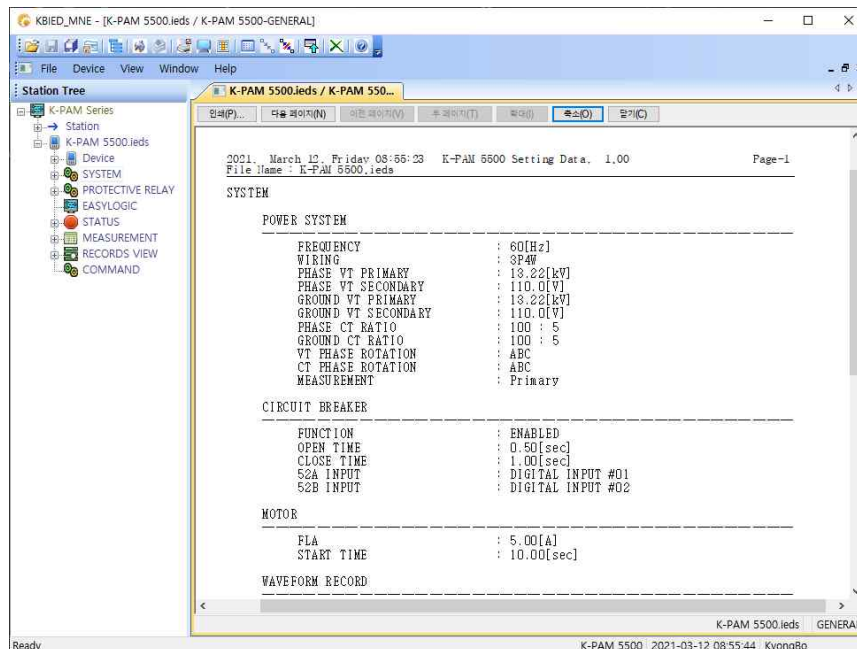 KBIED_MNE - [K-PAM 5500.ieds / K-PAM 5500-GENERAL]
File Device View Window Help
Station Tree
K-PAM Series
Station
K-PAM 5500.ieds
Device
SYSTEM
PROTECTIVE RELAY
EASYLOGIC
STATUS
MEASUREMENT
RECORDS VIEW
COMMAND
K-PAM 5500.ieds / K-PAM 550...
인쇄(P)... 다음 페이지(N) 이전 페이지(V) 두 페이지(T) 확대(I) 축소(O) 닫기(C)
2021. March 12. Friday 08:55:23 K-PAM 5500 Setting Data. 1.00 Page-1
File Name : K-PAM 5500.ieds
SYSTEM
POWER SYSTEM
FREQUENCY : 60[Hz]
WIRING : 3P4W
PHASE VT PRIMARY : 13.22[kV]
PHASE VT SECONDARY : 110.0[V]
GROUND VT PRIMARY : 13.22[kV]
GROUND VT SECONDARY : 110.0[V]
PHASE CT RATIO : 100 : 5
GROUND CT RATIO : 100 : 5
VT PHASE ROTATION : ABC
CT PHASE ROTATION : ABC
MEASUREMENT : Primary
CIRCUIT BREAKER
FUNCTION : ENABLED
OPEN TIME : 0.50[sec]
CLOSE TIME : 1.00[sec]
52A INPUT : DIGITAL INPUT #01
52B INPUT : DIGITAL INPUT #02
MOTOR
FLA : 5.00[A]
START TIME : 10.00[sec]
WAVEFORM RECORD
K-PAM 5500.ieds GENERAL
Ready K-PAM 5500 2021-03-12 08:55:44 KyongBo